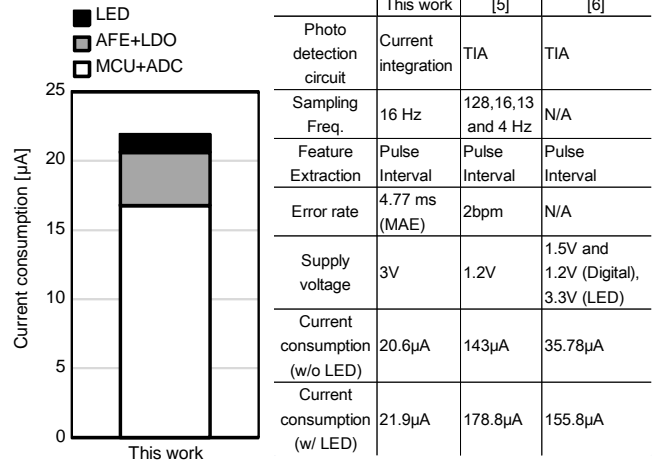 LED
AFE+LDO
MCU+ADC
25
20
15
10
5
0
Current consumption [µA]
This work
This work [5] [6]
Photo
detection
circuit
Current
integration
TIA
TIA
Sampling
Freq.
16 Hz
128,16,13
and 4 Hz
N/A
Feature
Extraction
Pulse
Interval
Pulse
Interval
Pulse
Interval
Error rate
4.77 ms
(MAE)
2bpm
N/A
Supply
voltage
3V
1.2V
1.5V and
1.2V (Digital),
3.3V (LED)
Current
consumption
(w/o LED)
20.6µA
143µA
35.78µA
Current
consumption
(w/ LED)
21.9µA
178.8µA
155.8µA